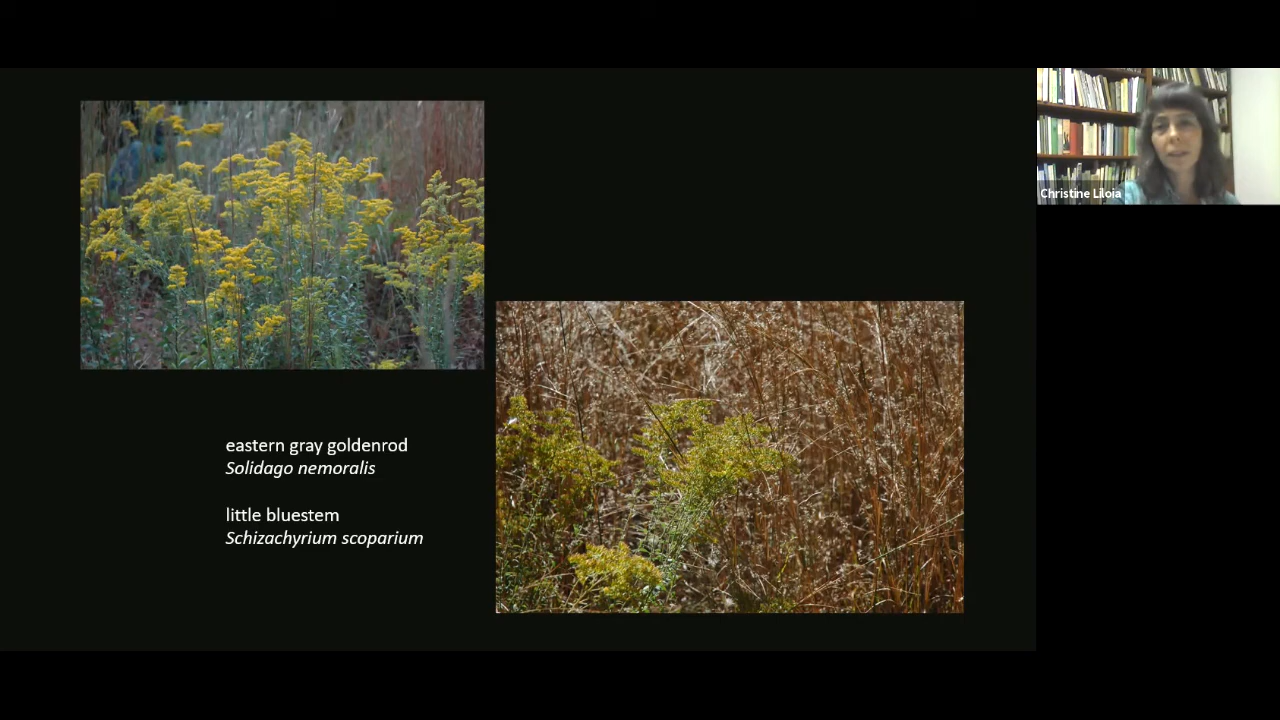 Christine Liloia
eastern gray goldenrod
Solidago nemoralis
little bluestem
Schizachyrium scoparium